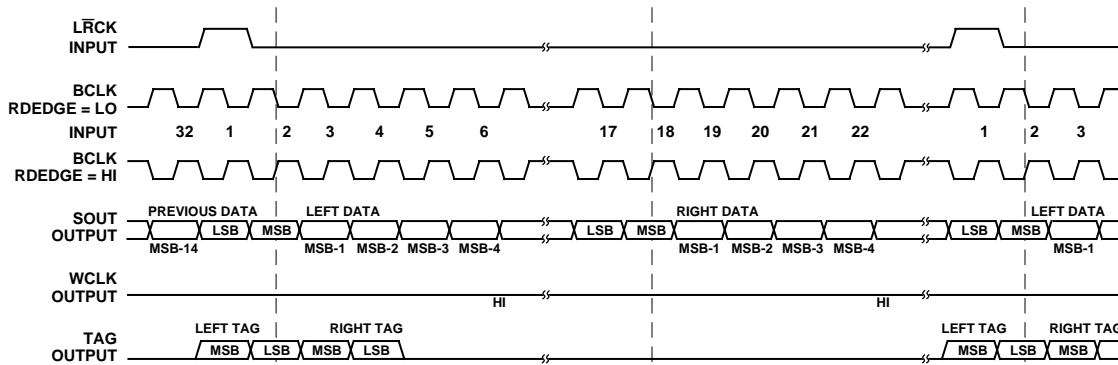 LRCK
INPUT
BCLK
RDEDGE = LO
INPUT
32 1 2 3 4 5 6 17 18 19 20 21 22 1 2 3
BCLK
RDEDGE = HI
SOUT
OUTPUT
PREVIOUS DATA LEFT DATA RIGHT DATA LEFT DATA
LSB MSB LSB MSB LSB MSB
MSB-14 MSB-1 MSB-2 MSB-3 MSB-4 MSB-1 MSB-2 MSB-3 MSB-4 MSB-1
WCLK
OUTPUT
HI HI
TAG
OUTPUT
LEFT TAG RIGHT TAG LEFT TAG RIGHT TAG
MSB LSB MSB LSB MSB LSB MSB